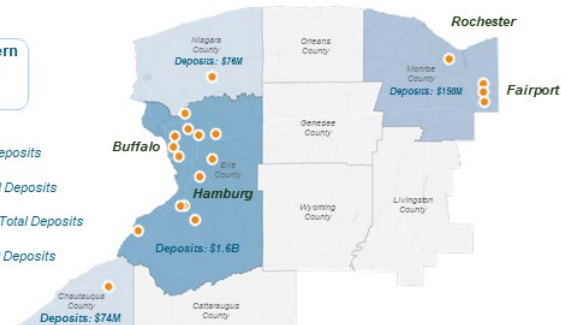 Rochester
Niagara
County
Deposits: $76M
Orleans
County
Monroe
County
Deposits: $150M
Fairport
ern
Genesee
County
Buffalo
eposits
Erie
County
Deposits
Hamburg
Wyoming
County
Livingston
County
Total Deposits
Deposits: $1.6B
Deposits
Chautauqua
County
Deposits: $74M
Cattaraugus
County